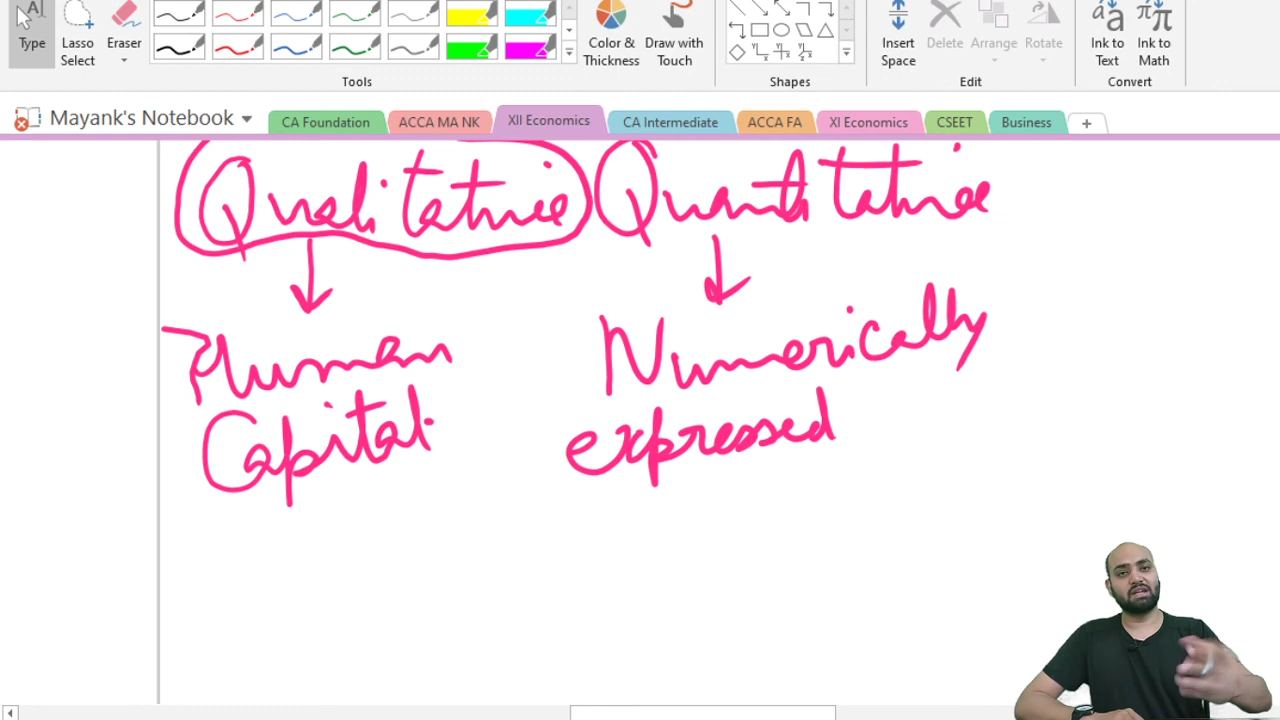 Type
Lasso Select
Eraser
Color & Thickness
Draw with Touch
Insert Space
Delete
Arrange
Rotate
Ink to Text
Ink to Math
Tools
Shapes
Edit
Convert
Mayank's Notebook
CA Foundation
ACCA MA NK
XII Economics
CA Intermediate
ACCA FA
XI Economics
CSEET
Business
Qualitative Quantitative
Human Numerically
Capital expressed